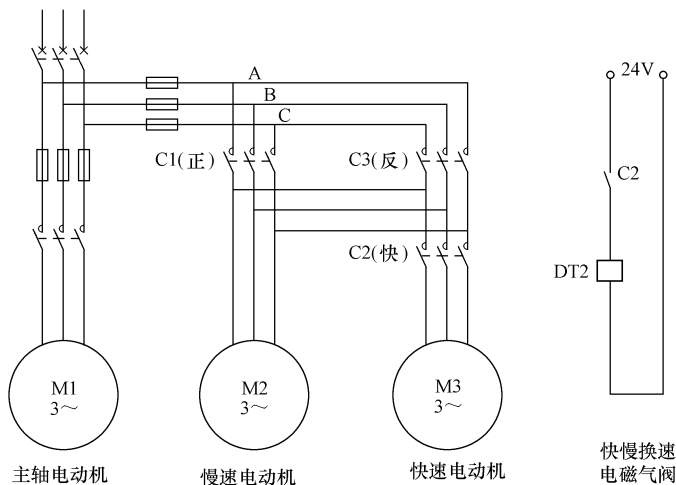 A
B
C
24V
C1(正)
C3(反)
C2
C2(快)
DT2
M1
3～
M2
3～
M3
3～
主轴电动机
慢速电动机
快速电动机
快慢换速
电磁气阀